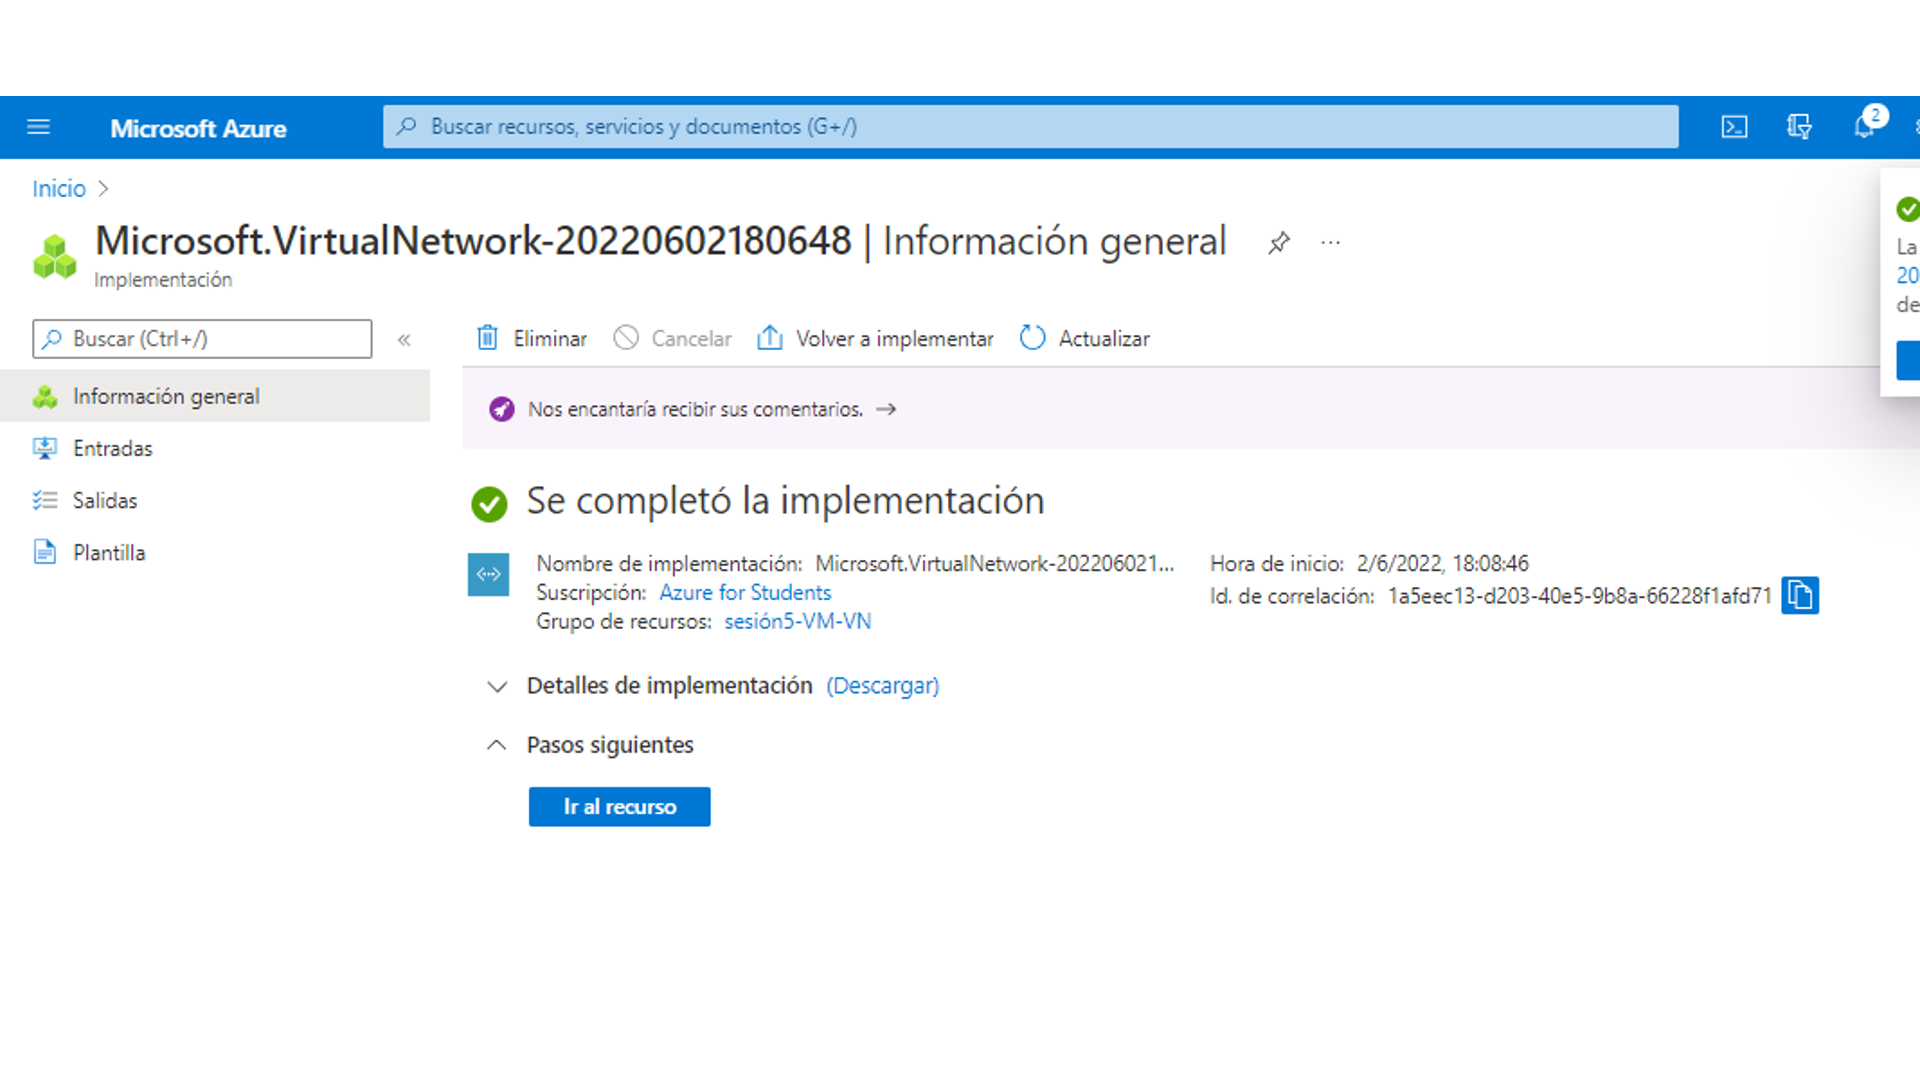 Microsoft Azure
Buscar recursos, servicios y documentos (G+/)
2
Inicio
Microsoft.VirtualNetwork-20220602180648 | Información general
Implementación
La
20
de
Buscar (Ctrl+/)
Eliminar
Cancelar
Volver a implementar
Actualizar
Información general
Entradas
Salidas
Plantilla
Nos encantaría recibir sus comentarios. →
Se completó la implementación
Nombre de implementación: Microsoft.VirtualNetwork-202206021...
Suscripción: Azure for Students
Grupo de recursos: sesión5-VM-VN
Hora de inicio: 2/6/2022, 18:08:46
Id. de correlación: 1a5eec13-d203-40e5-9b8a-66228f1afd71
Detalles de implementación (Descargar)
Pasos siguientes
Ir al recurso